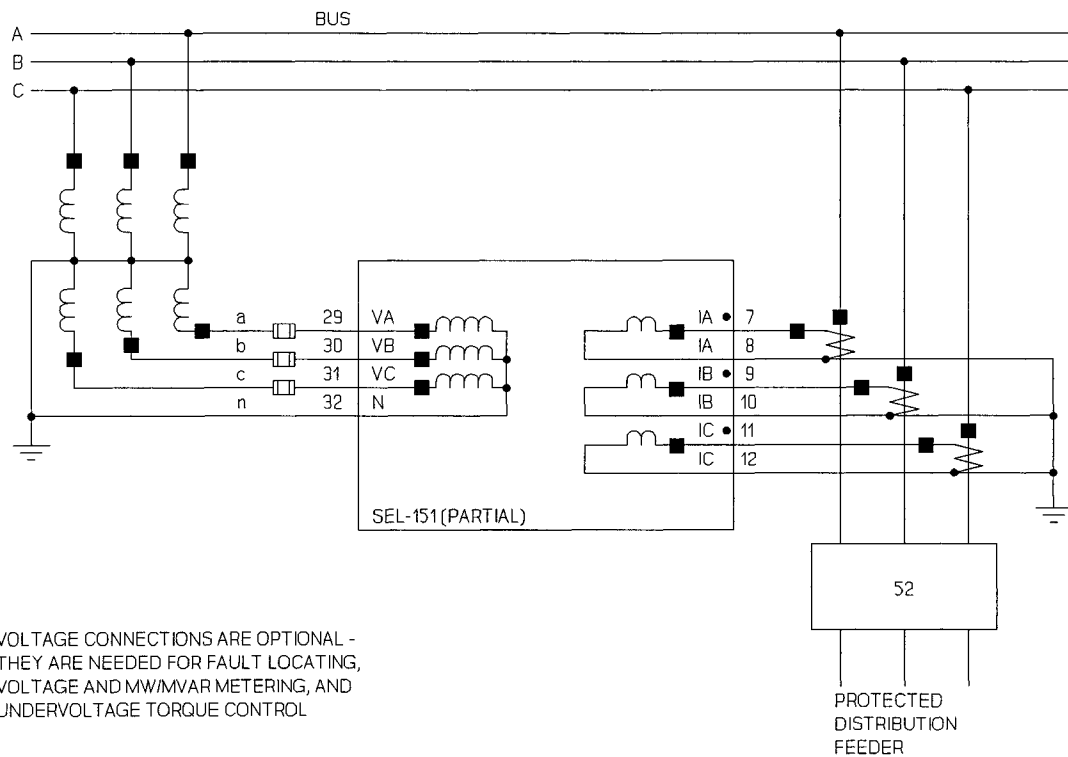 BUS
A
B
C
a 29 VA
b 30 VB
c 31 VC
n 32 N
IA 7
IA 8
IB 9
IB 10
IC 11
IC 12
SEL-151 (PARTIAL)
52
VOLTAGE CONNECTIONS ARE OPTIONAL -
THEY ARE NEEDED FOR FAULT LOCATING,
VOLTAGE AND MW/MVAR METERING, AND
UNDERVOLTAGE TORQUE CONTROL
PROTECTED
DISTRIBUTION
FEEDER